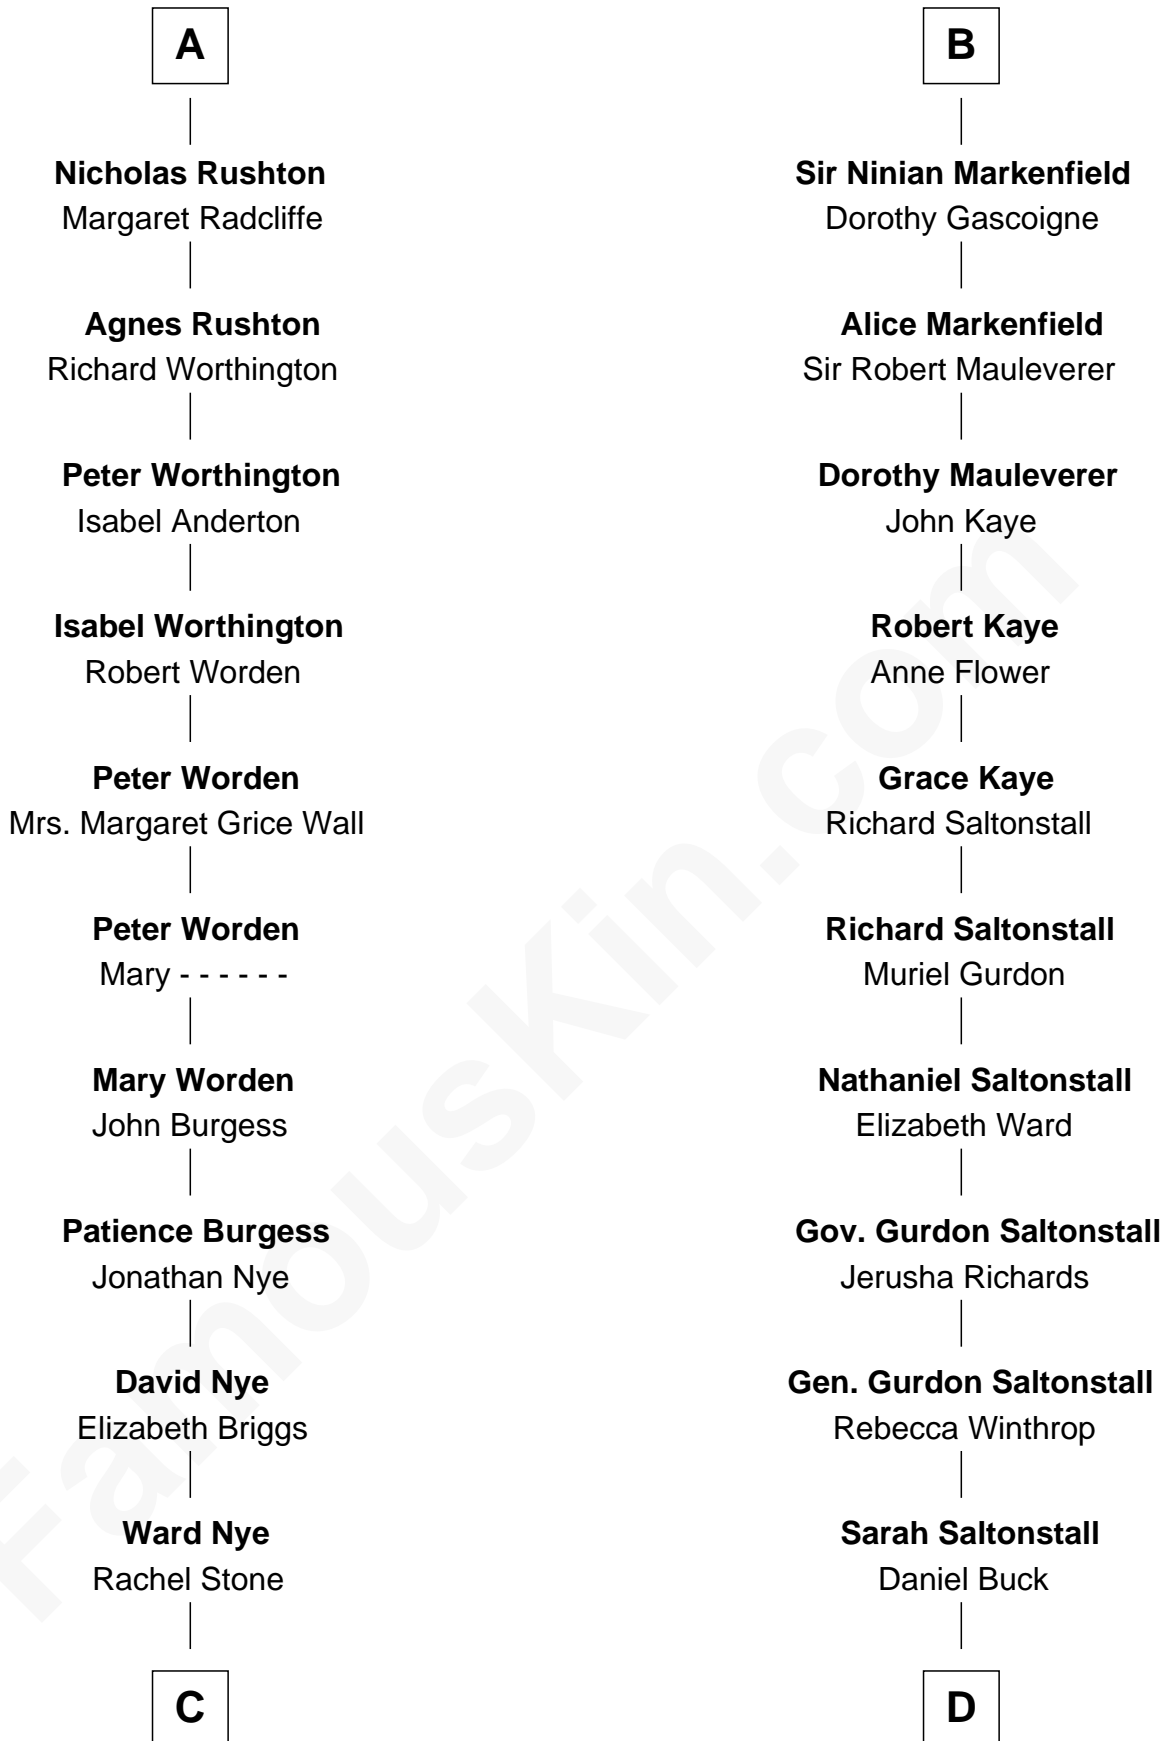 A
Nicholas Rushton
Margaret Radcliffe
Agnes Rushton
Richard Worthington
Peter Worthington
Isabel Anderton
Isabel Worthington
Robert Worden
Peter Worden
Mrs. Margaret Grice Wall
Peter Worden
Mary - - - - - -
Mary Worden
John Burgess
Patience Burgess
Jonathan Nye
David Nye
Elizabeth Briggs
Ward Nye
Rachel Stone
C
B
Sir Ninian Markenfield
Dorothy Gascoigne
Alice Markenfield
Sir Robert Mauleverer
Dorothy Mauleverer
John Kaye
Robert Kaye
Anne Flower
Grace Kaye
Richard Saltonstall
Richard Saltonstall
Muriel Gurdon
Nathaniel Saltonstall
Elizabeth Ward
Gov. Gurdon Saltonstall
Jerusha Richards
Gen. Gurdon Saltonstall
Rebecca Winthrop
Sarah Saltonstall
Daniel Buck
D
FamousKin.com